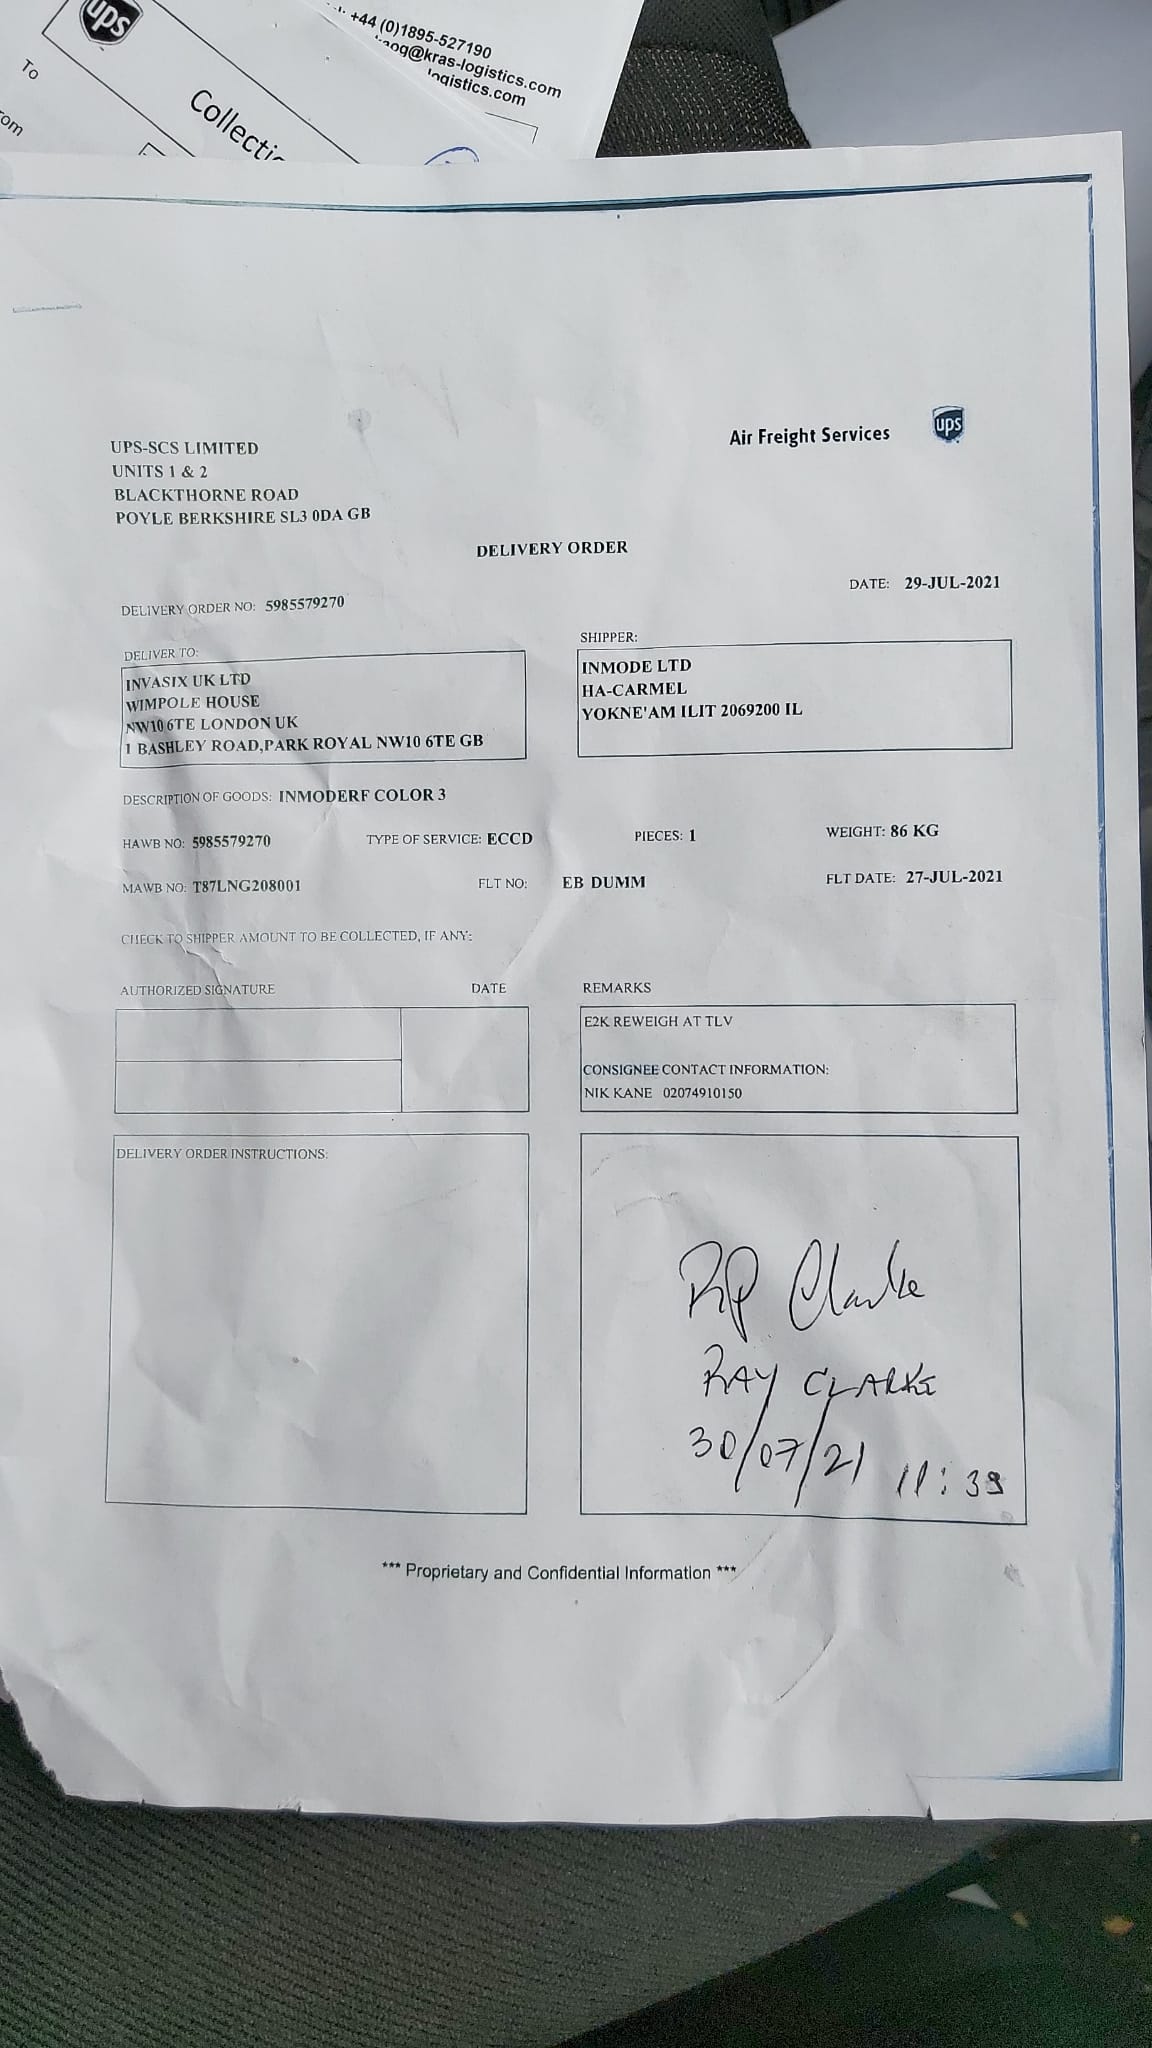 ups
To
Collectio
+44 (0)1895-527190
@kras-logistics.com
logistics.com
UPS-SCS LIMITED
UNITS 1 & 2
BLACKTHORNE ROAD
POYLE BERKSHIRE SL3 0DA GB
Air Freight Services
ups
DELIVERY ORDER
DATE: 29-JUL-2021
DELIVERY ORDER NO: 5985579270
DELIVER TO:
INVASIX UK LTD
WIMPOLE HOUSE
NW10 6TE LONDON UK
1 BASHLEY ROAD,PARK ROYAL NW10 6TE GB
SHIPPER:
INMODE LTD
HA-CARMEL
YOKNE'AM ILIT 2069200 IL
DESCRIPTION OF GOODS: INMODERF COLOR 3
HAWB NO: 5985579270 TYPE OF SERVICE: ECCD PIECES: 1 WEIGHT: 86 KG
MAWB NO: T87LNG208001 FLT NO: EB DUMM FLT DATE: 27-JUL-2021
CHECK TO SHIPPER AMOUNT TO BE COLLECTED, IF ANY:
AUTHORIZED SIGNATURE DATE
REMARKS
E2K REWEIGH AT TLV
CONSIGNEE CONTACT INFORMATION:
NIK KANE 02074910150
DELIVERY ORDER INSTRUCTIONS:
RP Clarke
RAY CLARKE
30/07/21 11:39
*** Proprietary and Confidential Information ***